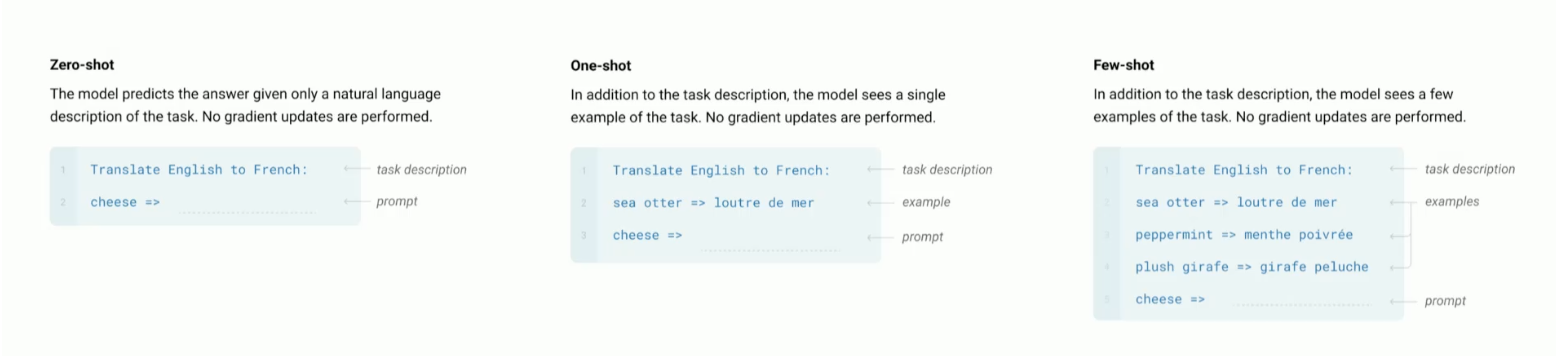 Zero-shot
The model predicts the answer given only a natural language
description of the task. No gradient updates are performed.
1 Translate English to French: task description
2 cheese => prompt
One-shot
In addition to the task description, the model sees a single
example of the task. No gradient updates are performed.
1 Translate English to French: task description
2 sea otter => loutre de mer example
3 cheese => prompt
Few-shot
In addition to the task description, the model sees a few
examples of the task. No gradient updates are performed.
1 Translate English to French: task description
2 sea otter => loutre de mer examples
3 peppermint => menthe poivrée
4 plush girafe => girafe peluche
5 cheese => prompt